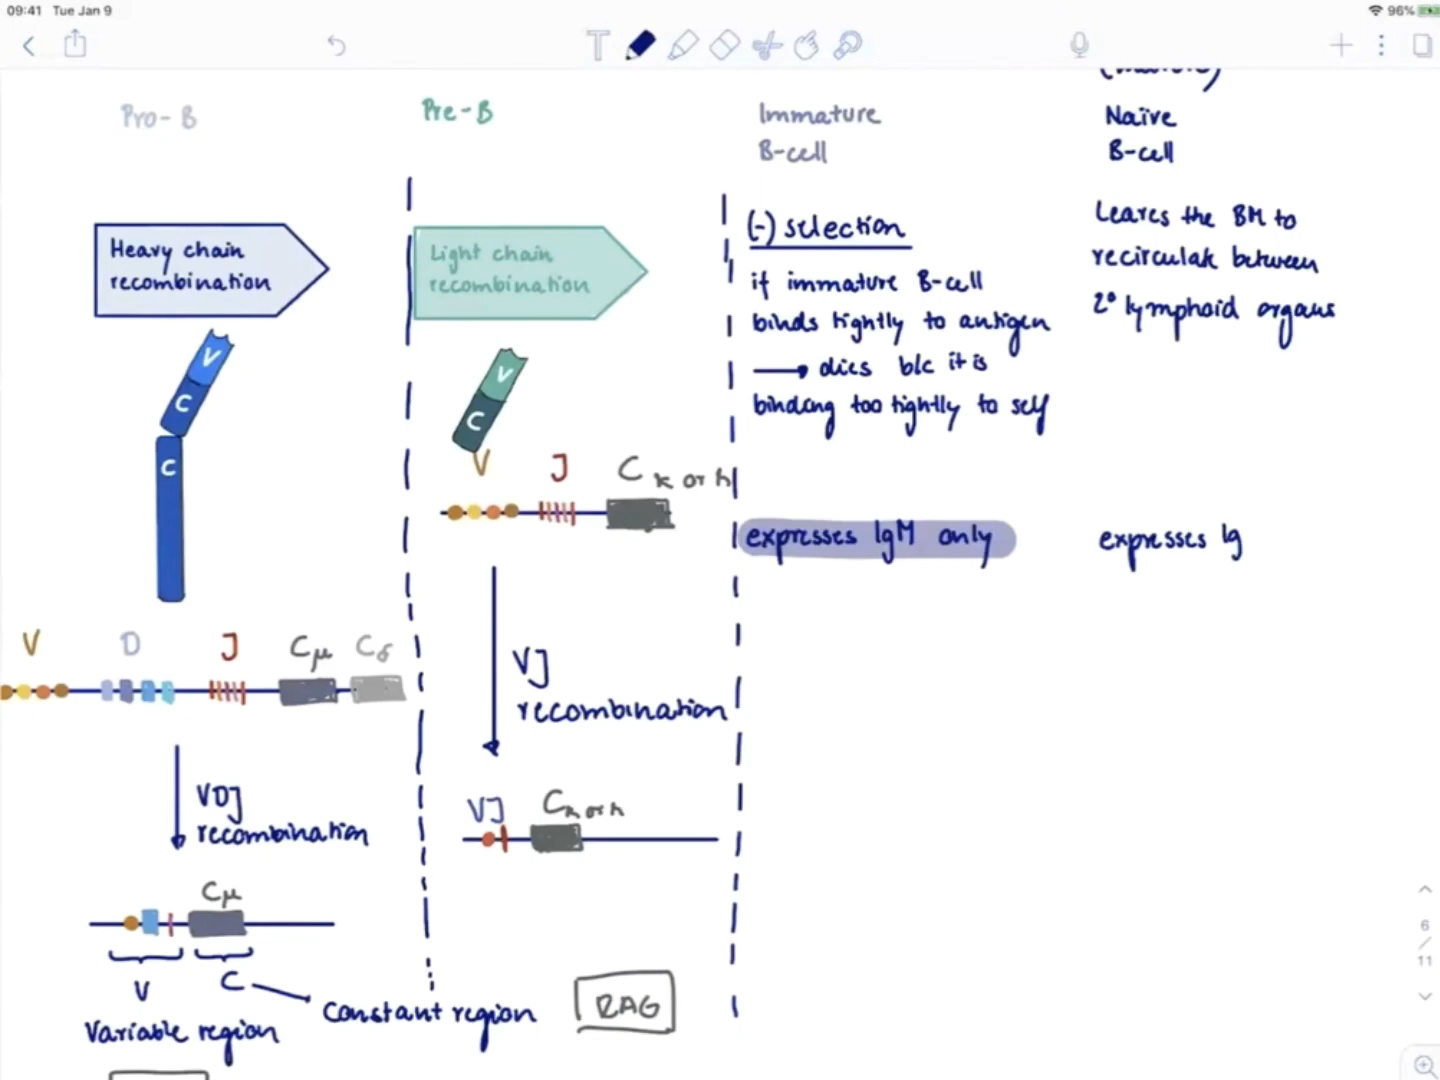 09:41 Tue Jan 9
96%
Pro-B
Heavy chain
recombination
V
C
C
V D J Cμ Cδ
VDJ
recombination
Cμ
V
C
Variable region
Constant region
Pre-B
Light chain
recombination
V
C
V J C κ or λ
VJ
recombination
VJ Cκ or λ
RAG
Immature
B-cell
(-) selection
if immature B-cell
binds tightly to antigen
→ dies b/c it is
binding too tightly to self
expresses IgM only
Naïve
B-cell
Leaves the BM to
recirculate between
2° lymphoid organs
expresses Ig
6
/
11